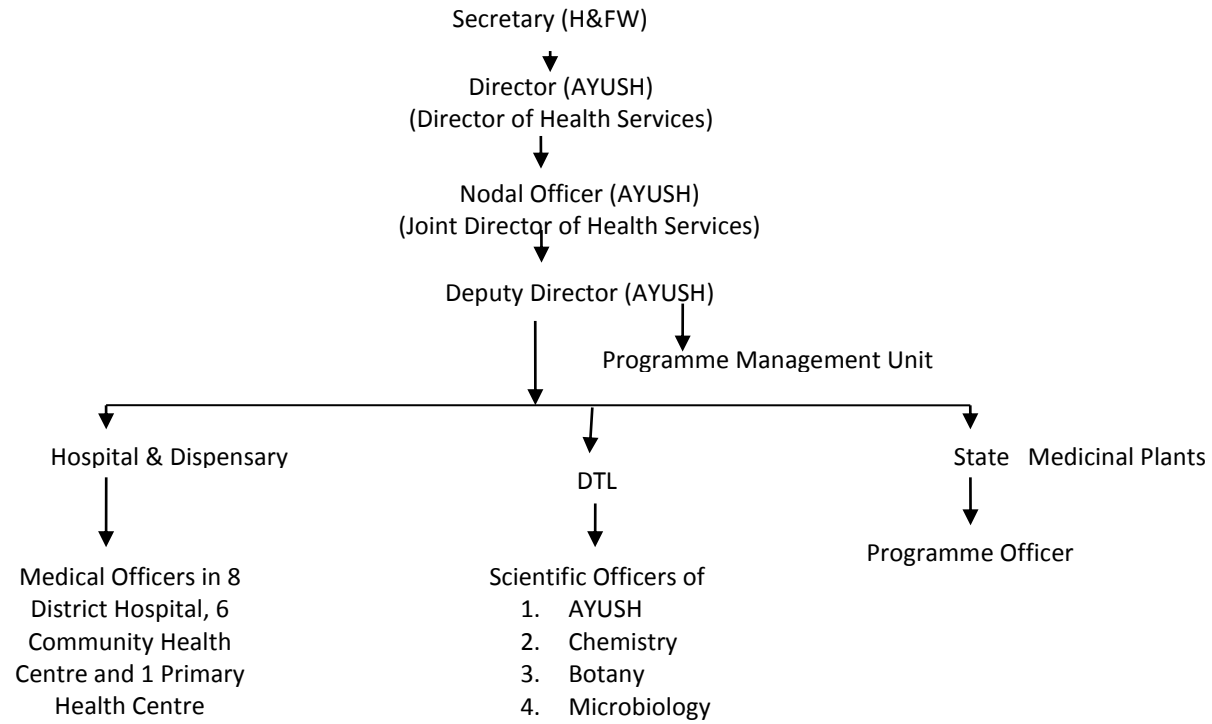 Secretary (H&FW)
Director (AYUSH)
(Director of Health Services)
Nodal Officer (AYUSH)
(Joint Director of Health Services)
Deputy Director (AYUSH)
Programme Management Unit
Hospital & Dispensary
DTL
State Medicinal Plants
Programme Officer
Medical Officers in 8
District Hospital, 6
Community Health
Centre and 1 Primary
Health Centre
Scientific Officers of
1. AYUSH
2. Chemistry
3. Botany
4. Microbiology